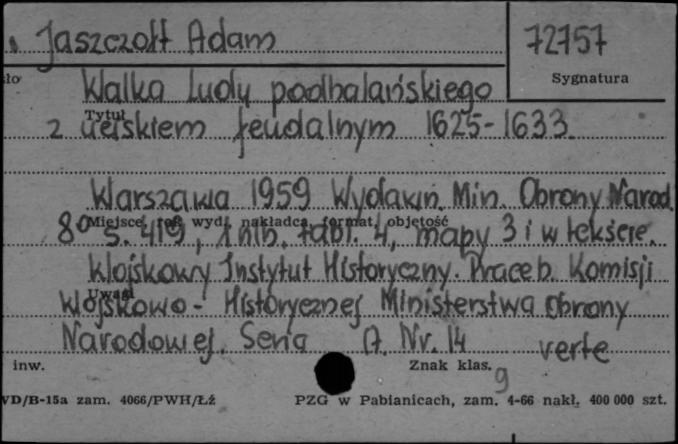 Jaszczołt Adam
72757
sło
Sygnatura
Walka ludu podhalańskiego
Tytuł
z uciskiem feudalnym 1625-1633.
Warszawa 1959 Wydawn. Min. Obrony Narod.
Miejsce, rok wyd., nakładca, format, objętość
8° s. 419, 1 nlb. tabl. 4, mapy 3 i w tekście.
Wojskowy Instytut Historyczny. Prace b. Komisji
Uwagi
Wojskowo-Historycznej Ministerstwa Obrony
Narodowej. Seria A. Nr. 14 verte
inw.
Znak klas.
9
VD/B-15a zam. 4066/PWH/Łź
PZG w Pabianicach, zam. 4-66 nakł. 400 000 szt.